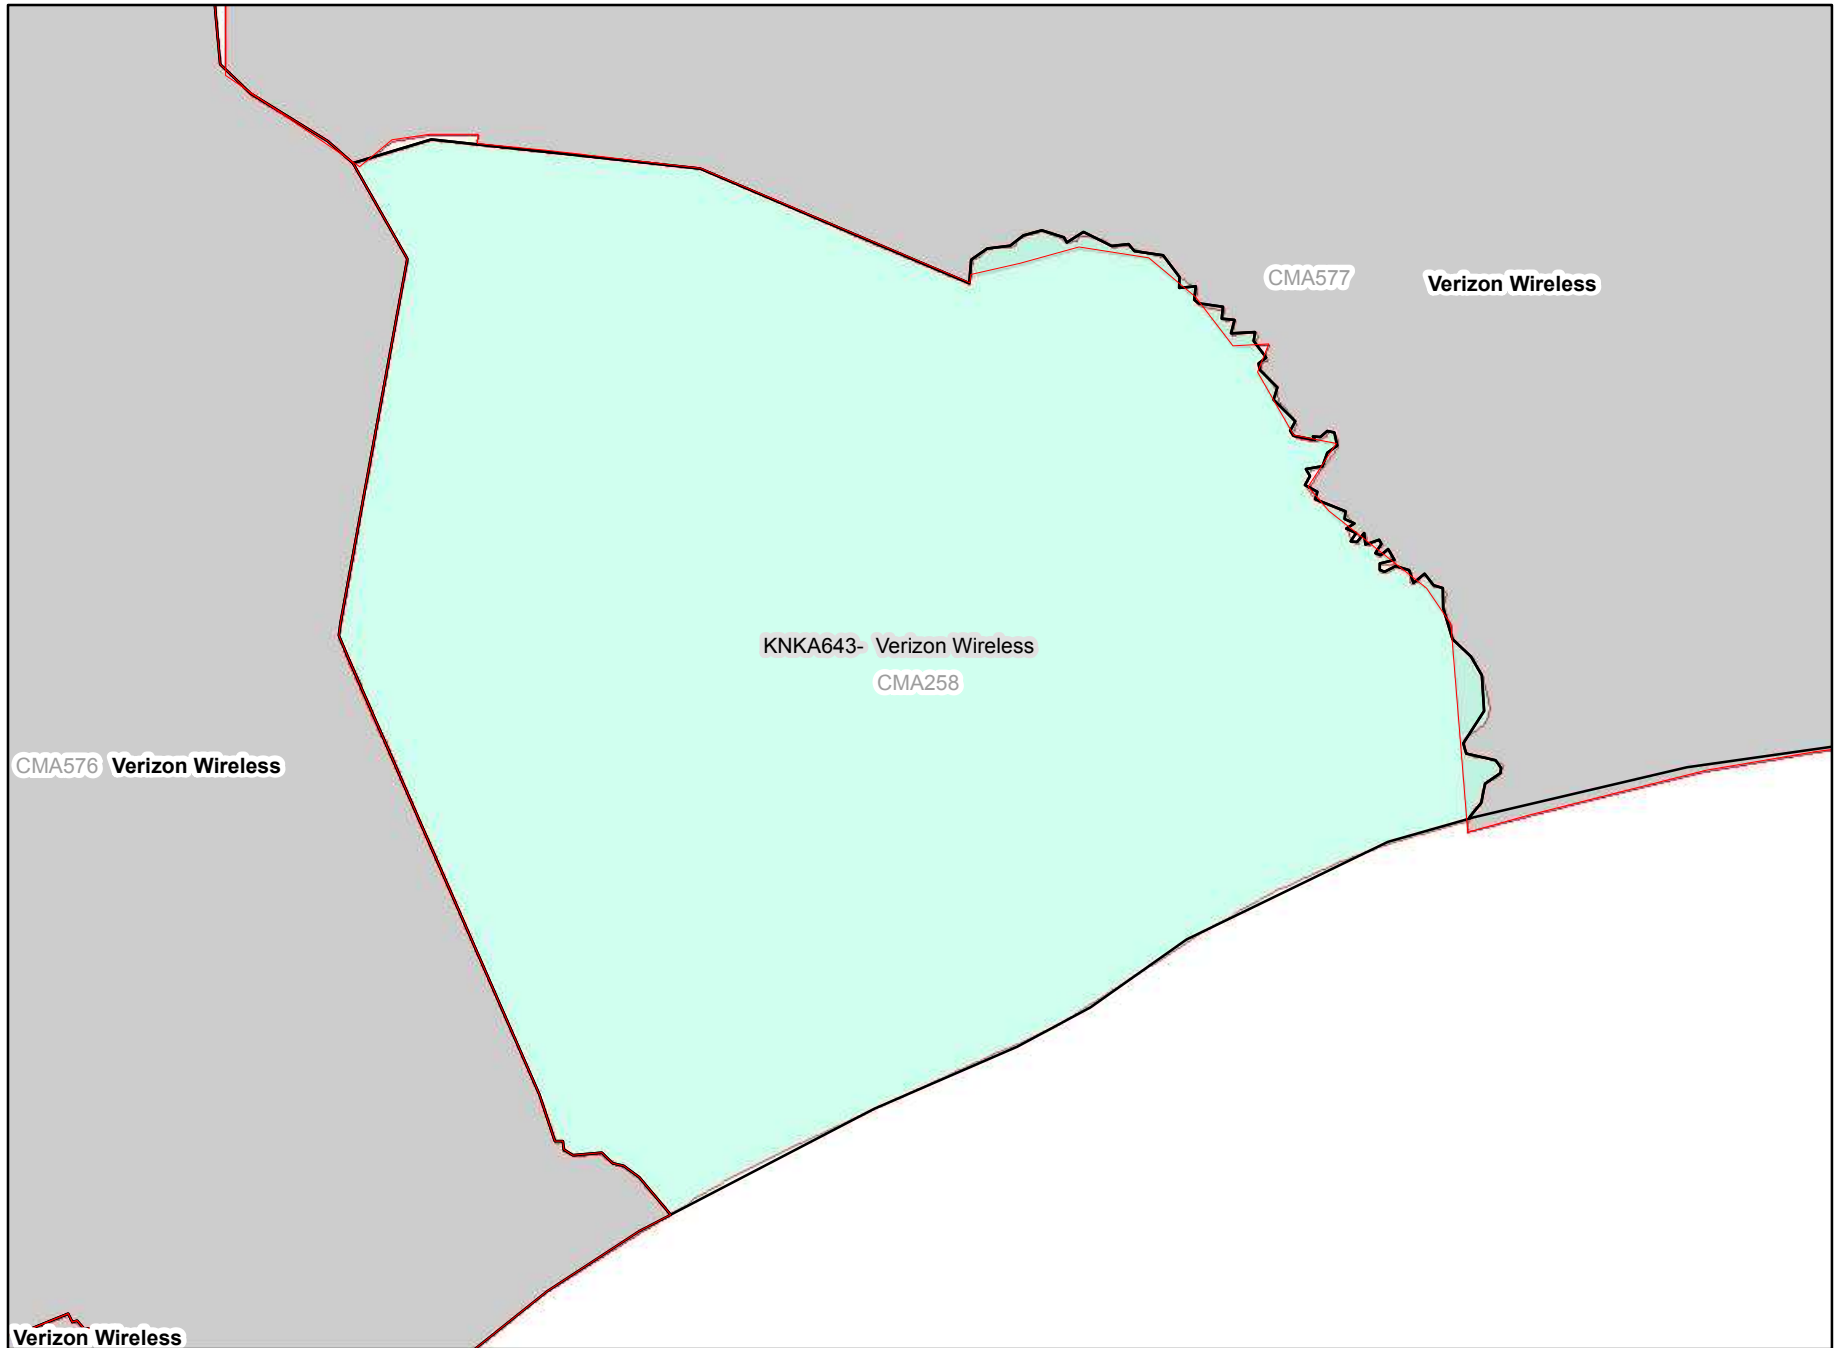 CMA577 Verizon Wireless
KNKA643- Verizon Wireless
CMA258
CMA576 Verizon Wireless
Verizon Wireless